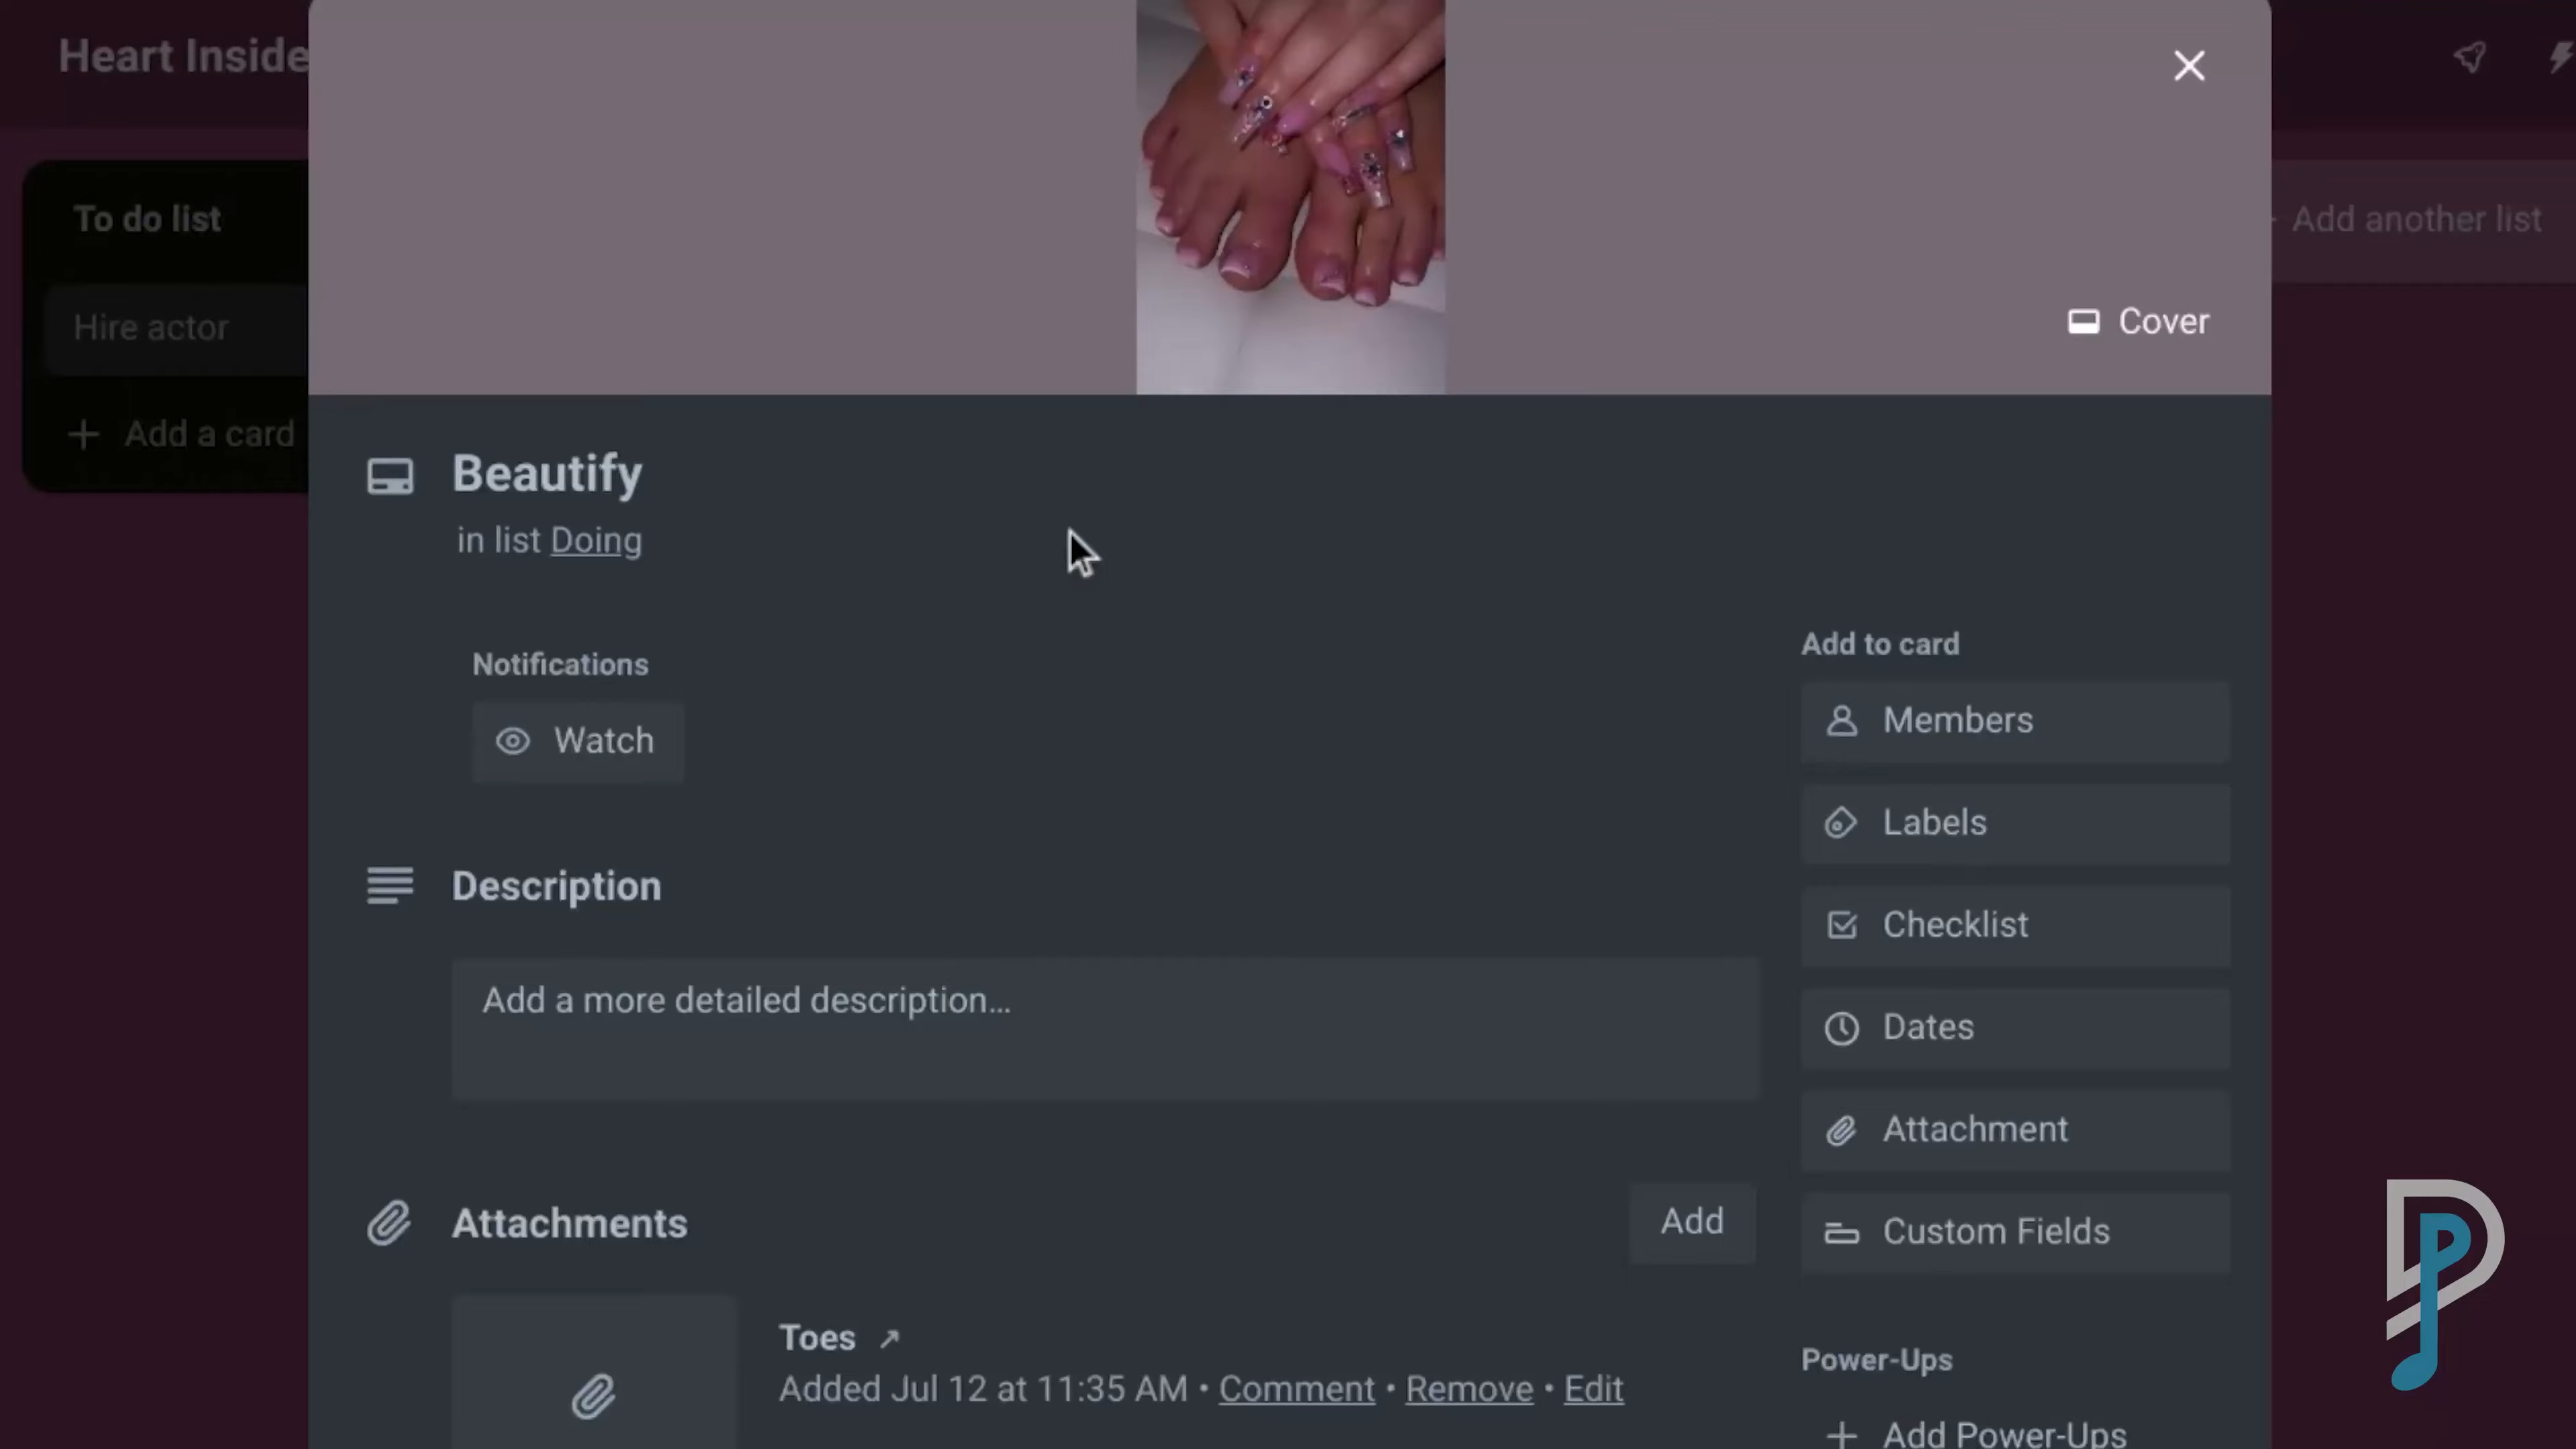 Heart Inside
To do list
Hire actor
Add a card
Add another list
Cover
Beautify
in list Doing
Notifications
Watch
Description
Add a more detailed description...
Attachments
Add
Toes
Added Jul 12 at 11:35 AM • Comment • Remove • Edit
Add to card
Members
Labels
Checklist
Dates
Attachment
Custom Fields
Power-Ups
Add Power-Ups